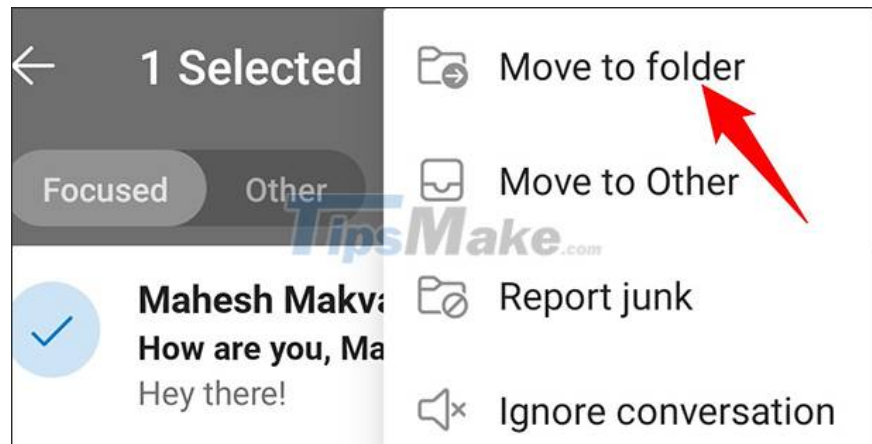 1 Selected
Focused
Other
Mahesh Makva
How are you, Ma
Hey there!
Move to folder
Move to Other
Report junk
Ignore conversation
TipsMake.com